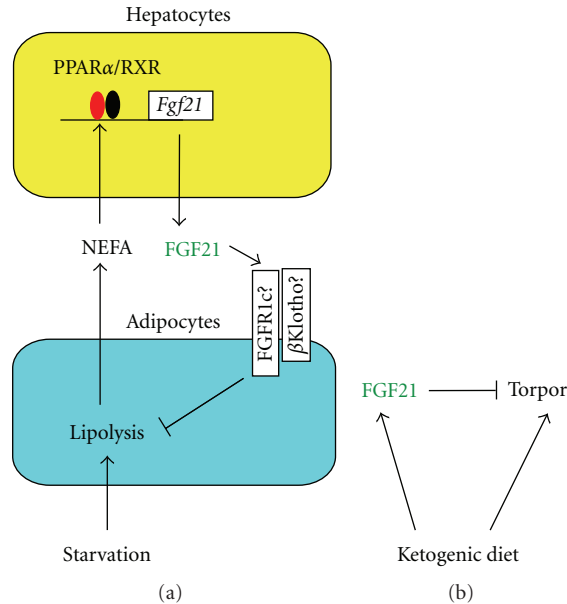 Hepatocytes
PPARα/RXR
Fgf21
NEFA
FGF21
FGFR1c?
βKlotho?
Adipocytes
Lipolysis
Starvation
(a)
FGF21
Torpor
Ketogenic diet
(b)